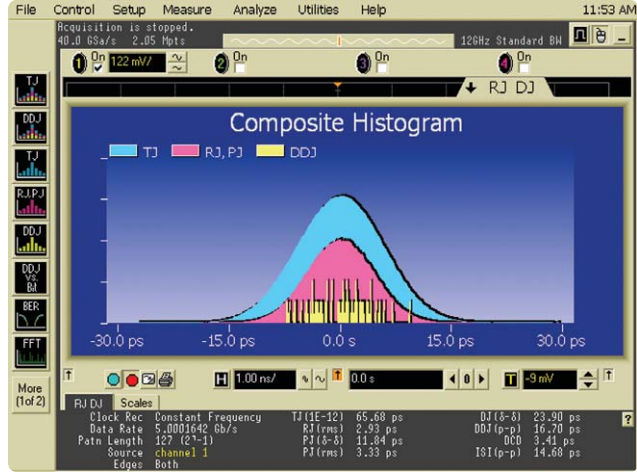 File Control Setup Measure Analyze Utilities Help 11:53 AM
Acquisition is stopped.
40.0 GSa/s 2.05 Mpts 12GHz Standard BW
1 On 122 mV/ 2 On 3 On 4 On
RJ DJ
TJ
DDJ
TJ
RJ,PJ
DDJ
DDJ vs. Bit
BER
FFT
More
(1of 2)
Composite Histogram
TJ RJ,PJ DDJ
-30.0 ps -15.0 ps 0.0 s 15.0 ps 30.0 ps
H 1.00 ns/ 0.0 s 0 T -9 mV
RJ DJ Scales
Clock Rec Constant Frequency TJ(1E-12) 65.68 ps DJ(δ-δ) 23.90 ps
Data Rate 5.0001642 Gb/s RJ(rms) 2.93 ps DDJ(p-p) 16.70 ps
Patn Length 127 (2⁷-1) PJ(δ-δ) 11.84 ps DCD 3.41 ps
Source channel 1 PJ(rms) 3.33 ps ISI(p-p) 14.68 ps
Edges Both
?